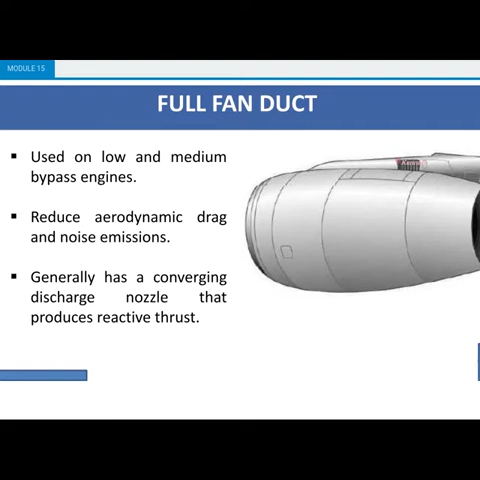 MODULE 15
FULL FAN DUCT
▪ Used on low and medium
bypass engines.
▪ Reduce aerodynamic drag
and noise emissions.
▪ Generally has a converging
discharge nozzle that
produces reactive thrust.